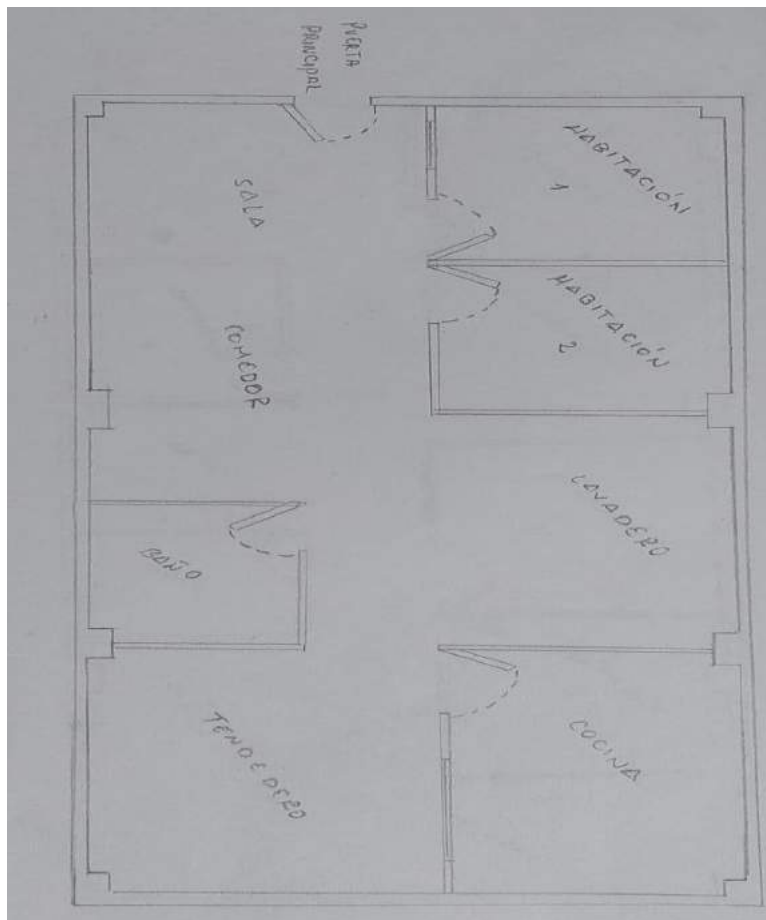 PUERTA
PRINCIPAL
SALA
HABITACIÓN
1
HABITACIÓN
2
COMEDOR
LAVADERO
BAÑO
TENDEDERO
COCINA